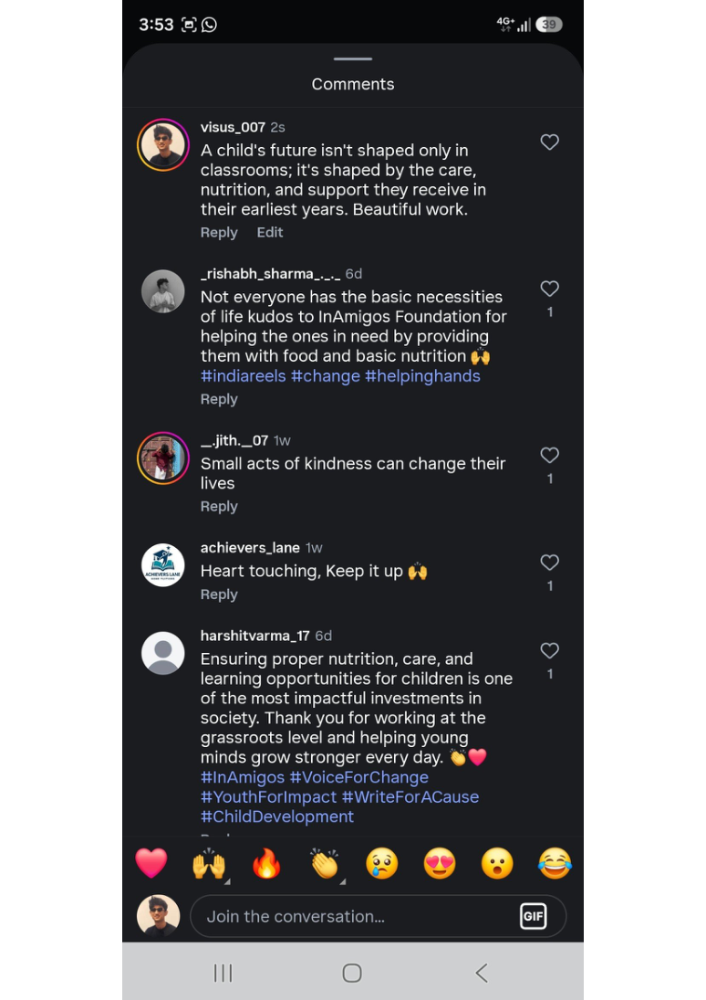 3:53
4G+
39
Comments
visus_007 2s
A child's future isn't shaped only in
classrooms; it's shaped by the care,
nutrition, and support they receive in
their earliest years. Beautiful work.
Reply Edit
_rishabh_sharma_._._ 6d
Not everyone has the basic necessities
of life kudos to InAmigos Foundation for
helping the ones in need by providing
them with food and basic nutrition 🙌
#indiareels #change #helpinghands
1
Reply
__.jith.__07 1w
Small acts of kindness can change their
lives
1
Reply
ACHIEVERS LANE
achievers_lane 1w
Heart touching, Keep it up 🙌
1
Reply
harshitvarma_17 6d
Ensuring proper nutrition, care, and
learning opportunities for children is one
of the most impactful investments in
society. Thank you for working at the
grassroots level and helping young
minds grow stronger every day. 👏❤️
#InAmigos #VoiceForChange
#YouthForImpact #WriteForACause
#ChildDevelopment
1
Join the conversation...
GIF